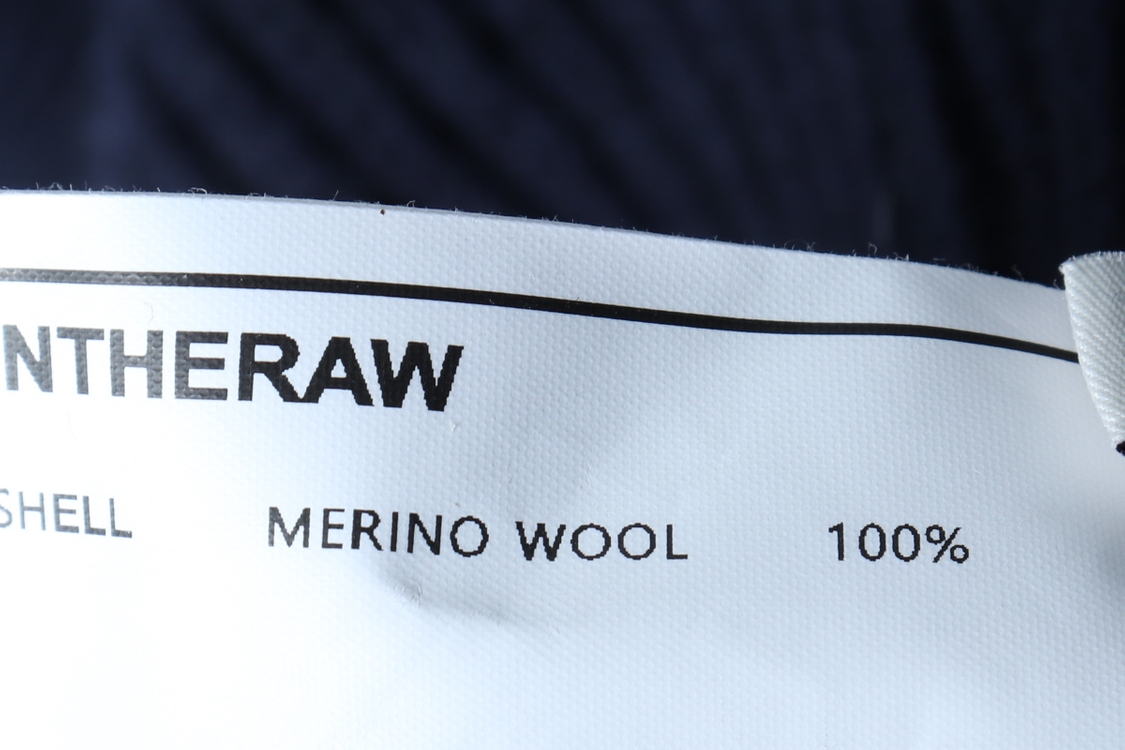 NTHERAW
SHELL MERINO WOOL 100%